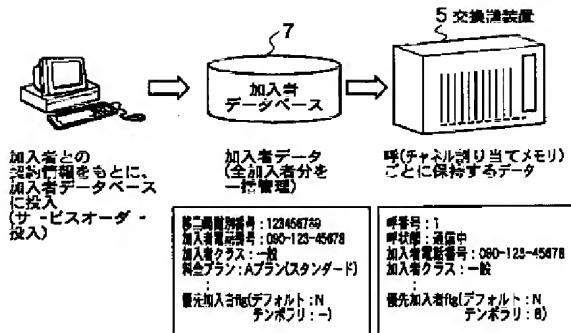 7
5 交換機装置
加入者
データベース
加入者との
契約情報をもとに、
加入者データベース
に投入
(サービスオーダ -
投入)
加入者データ
(全加入者分を
一括管理)
呼(チャネル割り当てメモリ)
ごとに保持するデータ
移動局識別番号:123456789
加入者電話番号:090-123-45678
加入者クラス:一般
料金プラン:Aプラン(スタンダード)
:
優先加入者flg(デフォルト:N
テンポラリ:-)
呼番号:1
呼状態:通信中
加入者電話番号:090-123-45678
加入者クラス:一般
:
優先加入者flg(デフォルト:N
テンポラリ: